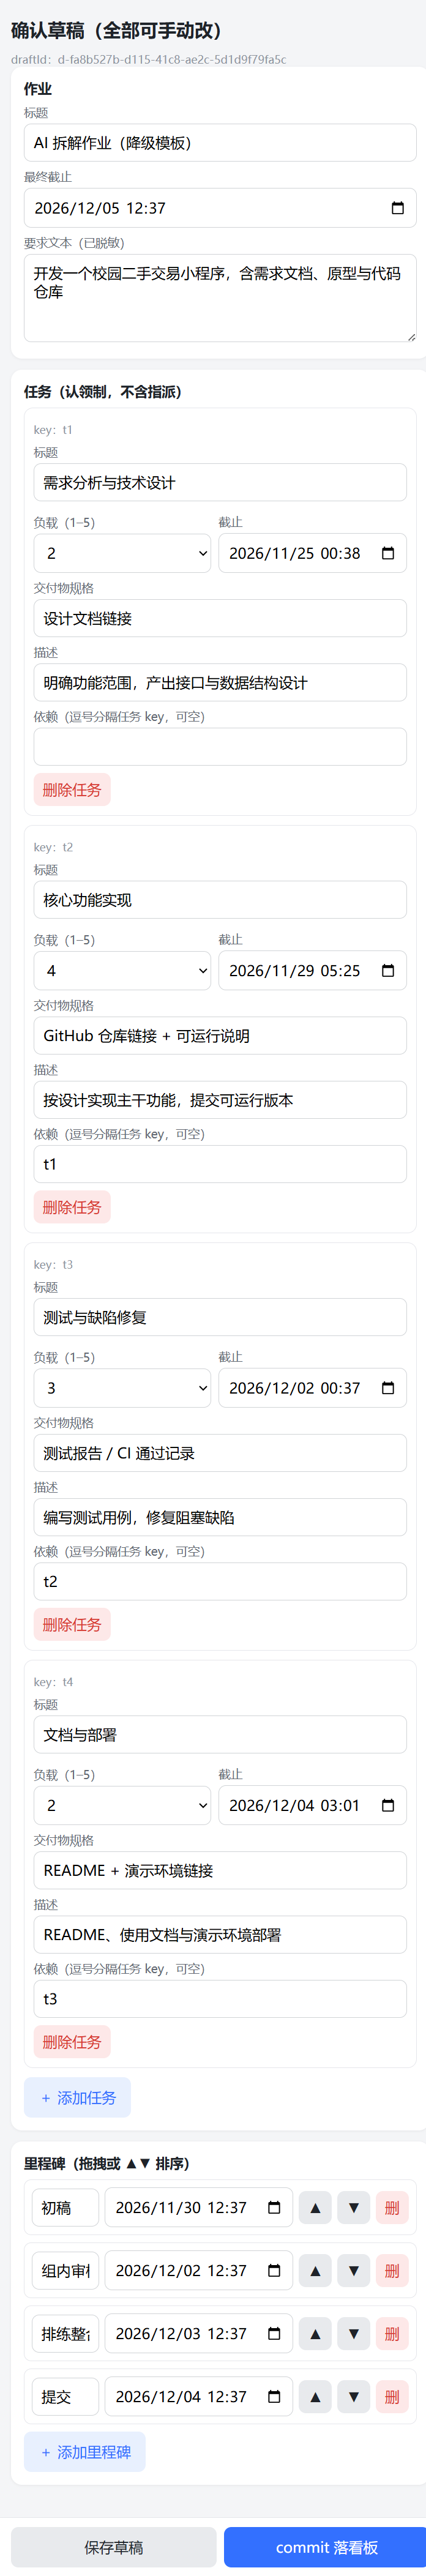 确认草稿（全部可手动改）
draftId：d-fa8b527b-d115-41c8-ae2c-5d1d9f79fa5c
作业
标题
AI 拆解作业（降级模板）
最终截止
2026/12/05 12:37
要求文本（已脱敏）
开发一个校园二手交易小程序，含需求文档、原型与代码
仓库
任务（认领制，不含指派）
key：t1
标题
需求分析与技术设计
负载（1–5） 截止
2 2026/11/25 00:38
交付物规格
设计文档链接
描述
明确功能范围，产出接口与数据结构设计
依赖（逗号分隔任务 key，可空）
删除任务
key：t2
标题
核心功能实现
负载（1–5） 截止
4 2026/11/29 05:25
交付物规格
GitHub 仓库链接 + 可运行说明
描述
按设计实现主干功能，提交可运行版本
依赖（逗号分隔任务 key，可空）
t1
删除任务
key：t3
标题
测试与缺陷修复
负载（1–5） 截止
3 2026/12/02 00:37
交付物规格
测试报告 / CI 通过记录
描述
编写测试用例，修复阻塞缺陷
依赖（逗号分隔任务 key，可空）
t2
删除任务
key：t4
标题
文档与部署
负载（1–5） 截止
2 2026/12/04 03:01
交付物规格
README + 演示环境链接
描述
README、使用文档与演示环境部署
依赖（逗号分隔任务 key，可空）
t3
删除任务
+ 添加任务
里程碑（拖拽或 ▲▼ 排序）
初稿 2026/11/30 12:37 ▲ ▼ 删
组内审 2026/12/02 12:37 ▲ ▼ 删
排练整 2026/12/03 12:37 ▲ ▼ 删
提交 2026/12/04 12:37 ▲ ▼ 删
+ 添加里程碑
保存草稿 commit 落看板